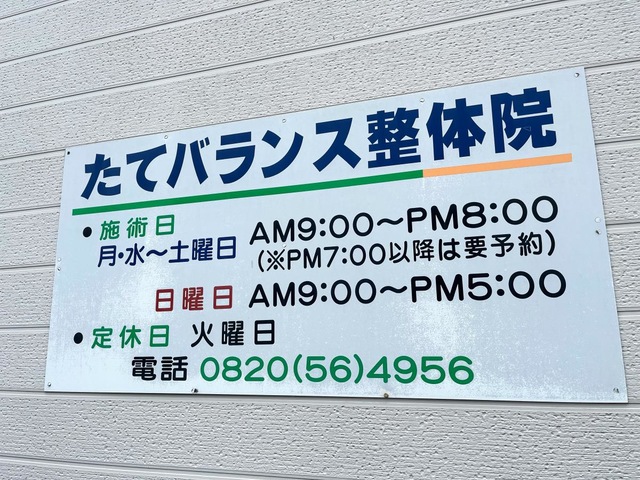 たてバランス整体院
●施術日
月・水～土曜日 AM9:00～PM8:00
(※PM7:00以降は要予約)
日曜日 AM9:00～PM5:00
●定休日 火曜日
電話 0820(56)4956